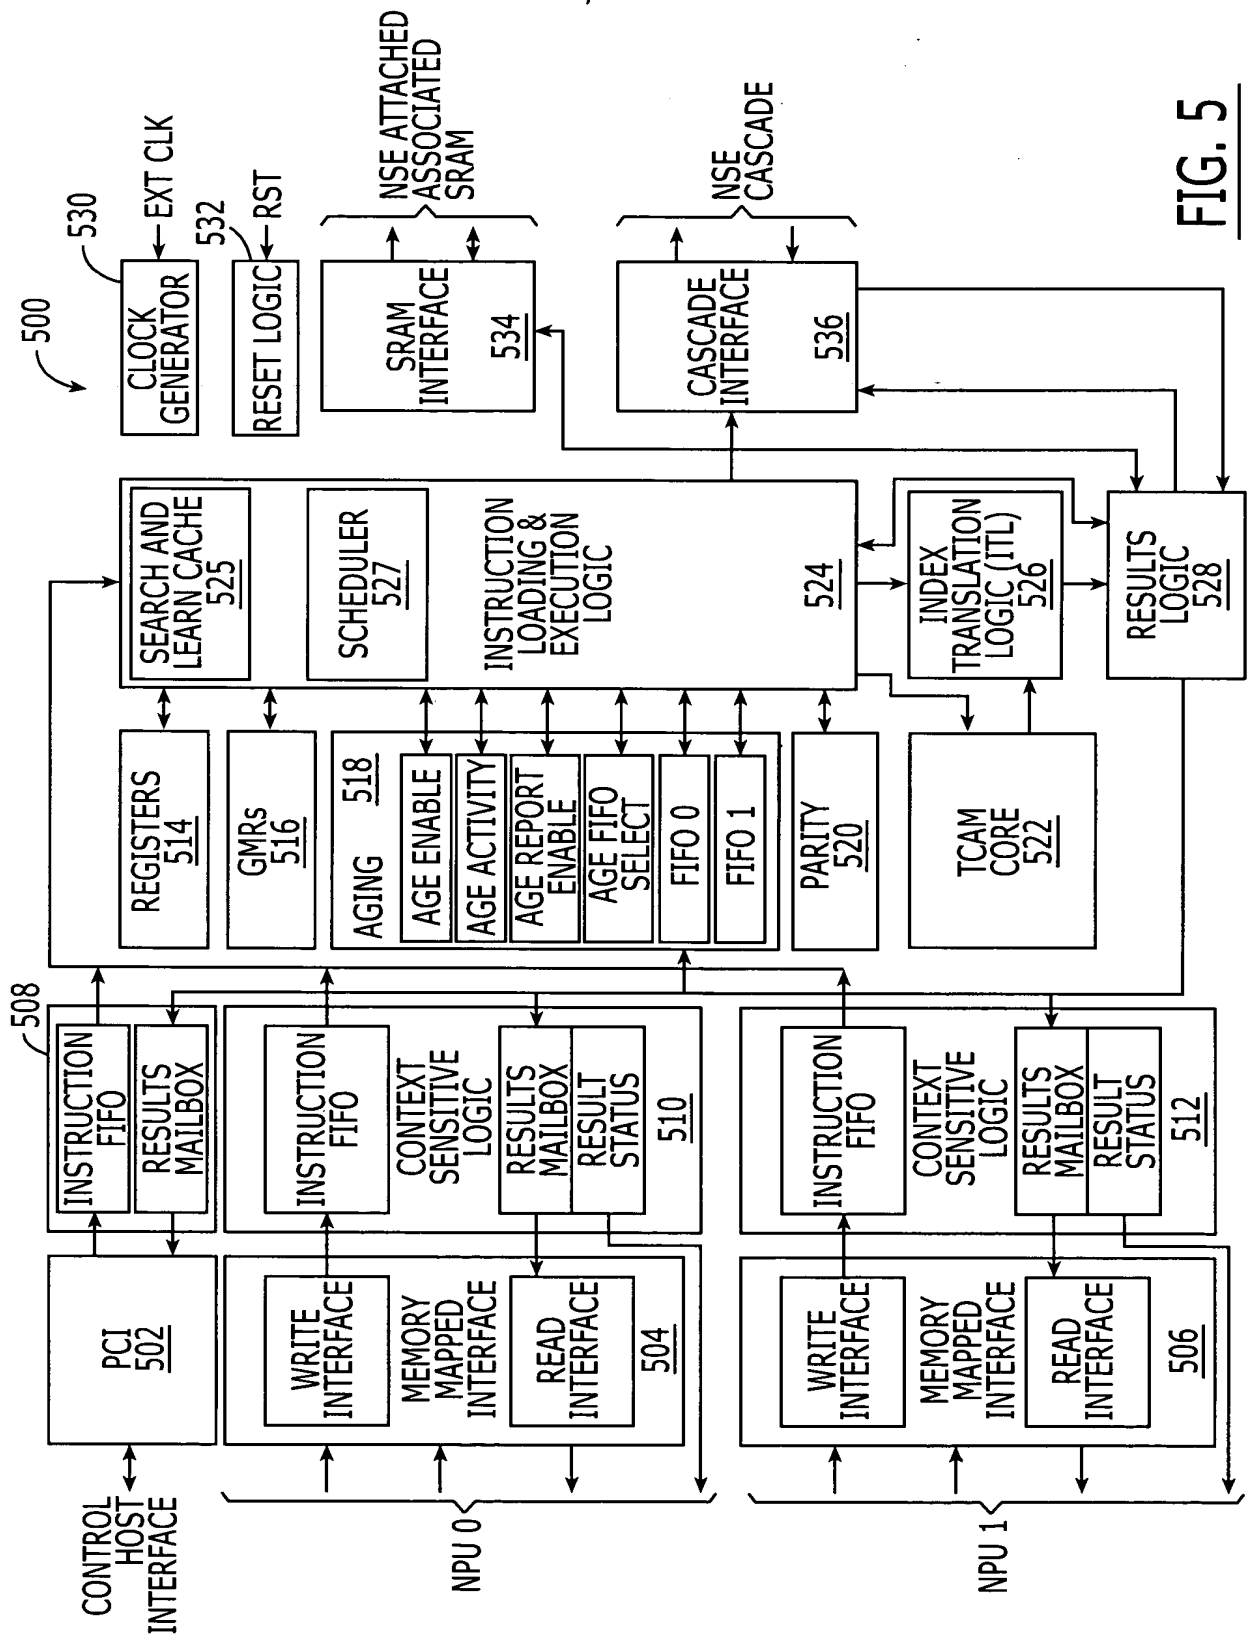 500
530
CLOCK
GENERATOR
EXT CLK
532
RESET LOGIC
RST
SRAM
INTERFACE
534
NSE ATTACHED
ASSOCIATED
SRAM
CASCADE
INTERFACE
536
NSE
CASCADE
SEARCH AND
LEARN CACHE
525
SCHEDULER
527
INSTRUCTION
LOADING &
EXECUTION
LOGIC
524
INDEX
TRANSLATION
LOGIC (ITL)
526
RESULTS
LOGIC
528
REGISTERS
514
GMRs
516
AGING
518
AGE ENABLE
AGE ACTIVITY
AGE REPORT
ENABLE
AGE FIFO
SELECT
FIFO 0
FIFO 1
PARITY
520
TCAM
CORE
522
508
INSTRUCTION
FIFO
RESULTS
MAILBOX
INSTRUCTION
FIFO
CONTEXT
SENSITIVE
LOGIC
RESULTS
MAILBOX
RESULT
STATUS
510
INSTRUCTION
FIFO
CONTEXT
SENSITIVE
LOGIC
RESULTS
MAILBOX
RESULT
STATUS
512
PCI
502
WRITE
INTERFACE
MEMORY
MAPPED
INTERFACE
READ
INTERFACE
504
WRITE
INTERFACE
MEMORY
MAPPED
INTERFACE
READ
INTERFACE
506
CONTROL
HOST
INTERFACE
NPU 0
NPU 1
FIG. 5